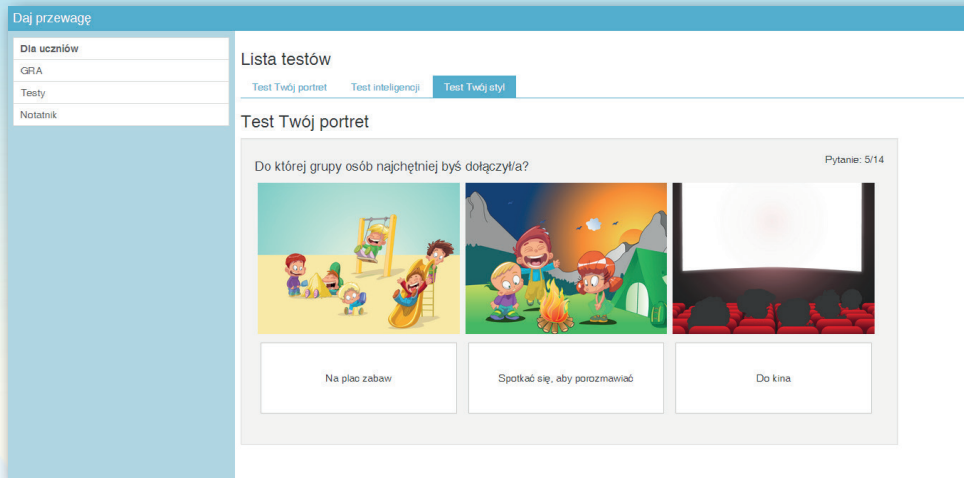 Daj przewagę
Dla uczniów
GRA
Testy
Notatnik
Lista testów
Test Twój portret Test inteligencji Test Twój styl
Test Twój portret
Do której grupy osób najchętniej byś dołączył/a?
Pytanie: 5/14
Na plac zabaw
Spotkać się, aby porozmawiać
Do kina